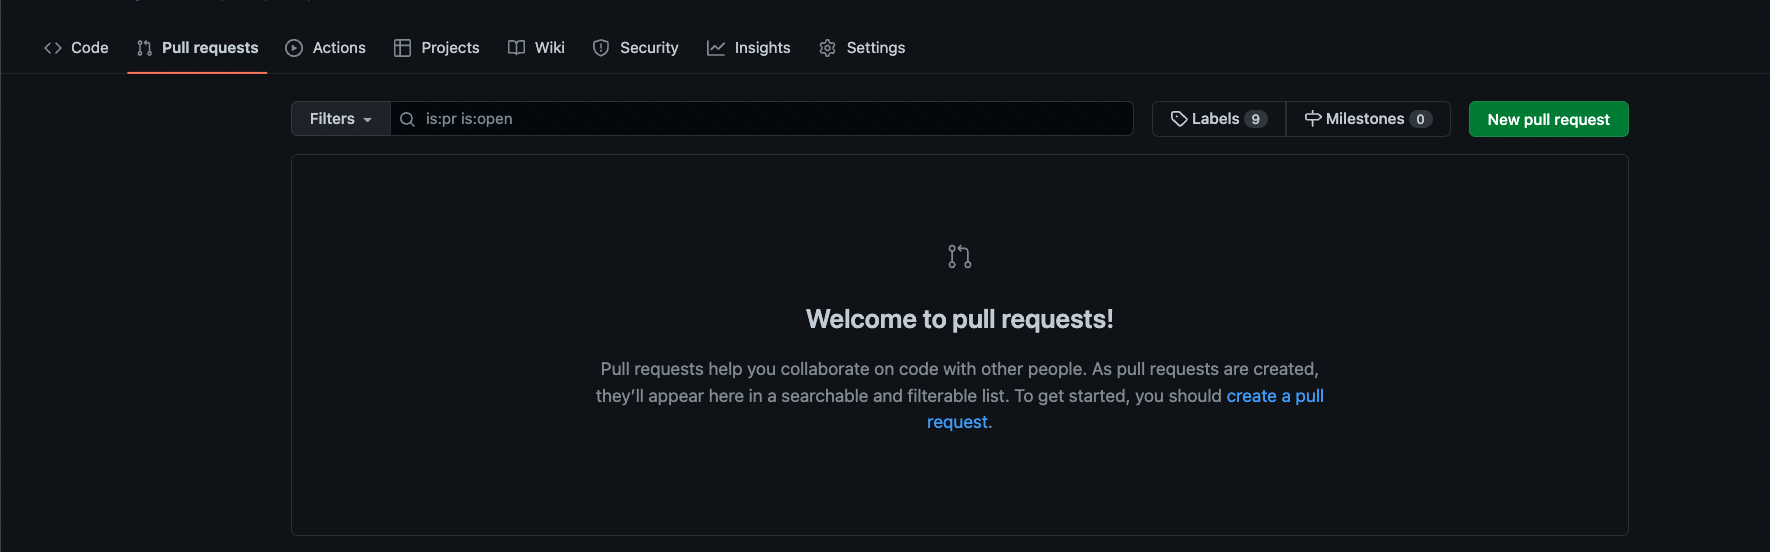 Code Pull requests Actions Projects Wiki Security Insights Settings
Filters is:pr is:open Labels 9 Milestones 0 New pull request
Welcome to pull requests!
Pull requests help you collaborate on code with other people. As pull requests are created,
they’ll appear here in a searchable and filterable list. To get started, you should create a pull
request.